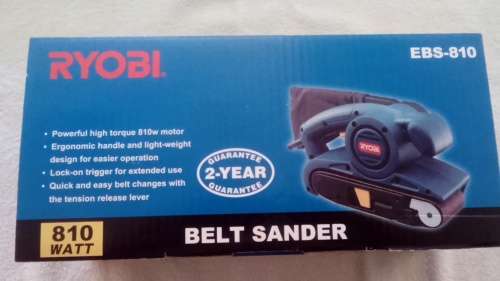 RYOBI
EBS-810
• Powerful high torque 810w motor
• Ergonomic handle and light-weight
design for easier operation
• Lock-on trigger for extended use
• Quick and easy belt changes with
the tension release lever
GUARANTEE
2-YEAR
GUARANTEE
RYOBI
810
WATT
BELT SANDER